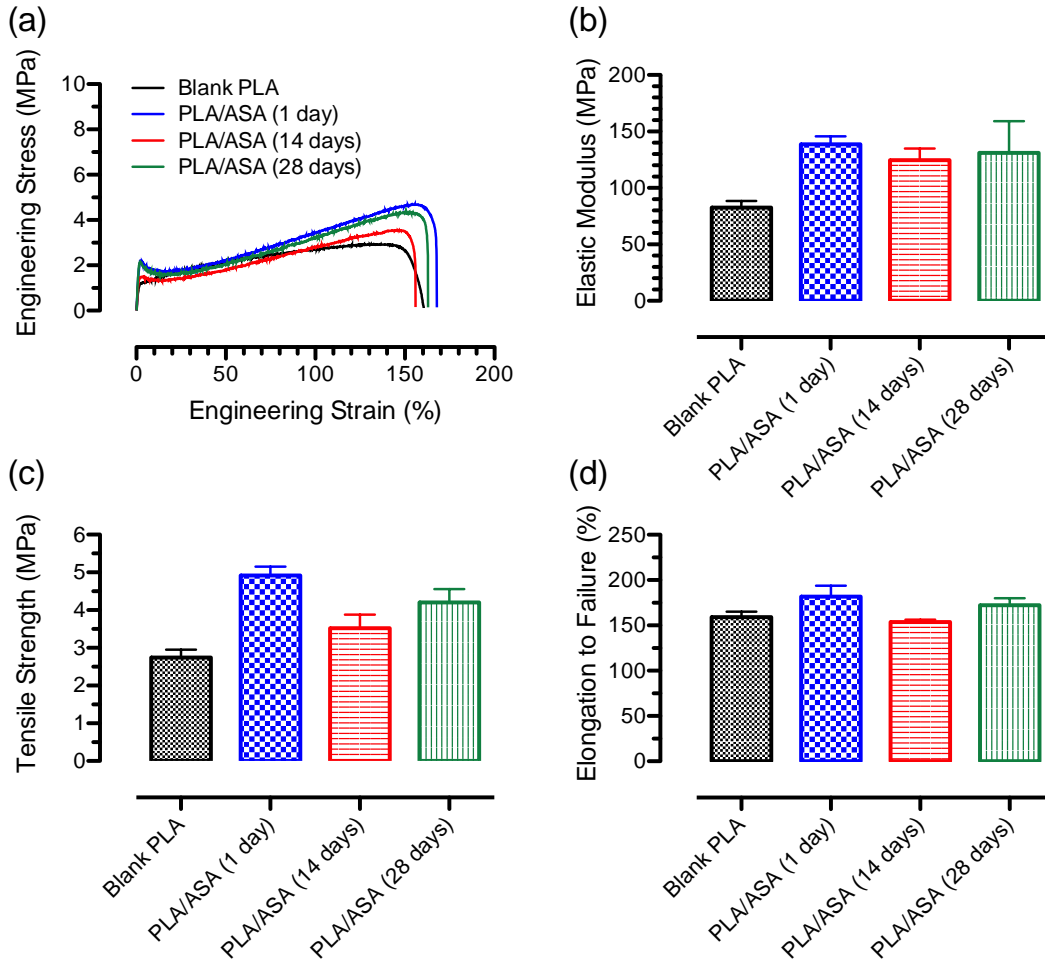 (a)
Engineering Stress (MPa)
10
8
6
4
2
0
Blank PLA
PLA/ASA (1 day)
PLA/ASA (14 days)
PLA/ASA (28 days)
0 50 100 150 200
Engineering Strain (%)
(b)
Elastic Modulus (MPa)
200
150
100
50
0
Blank PLA
PLA/ASA (1 day)
PLA/ASA (14 days)
PLA/ASA (28 days)
(c)
Tensile Strength (MPa)
6
5
4
3
2
1
0
Blank PLA
PLA/ASA (1 day)
PLA/ASA (14 days)
PLA/ASA (28 days)
(d)
Elongation to Failure (%)
250
200
150
100
50
0
Blank PLA
PLA/ASA (1 day)
PLA/ASA (14 days)
PLA/ASA (28 days)